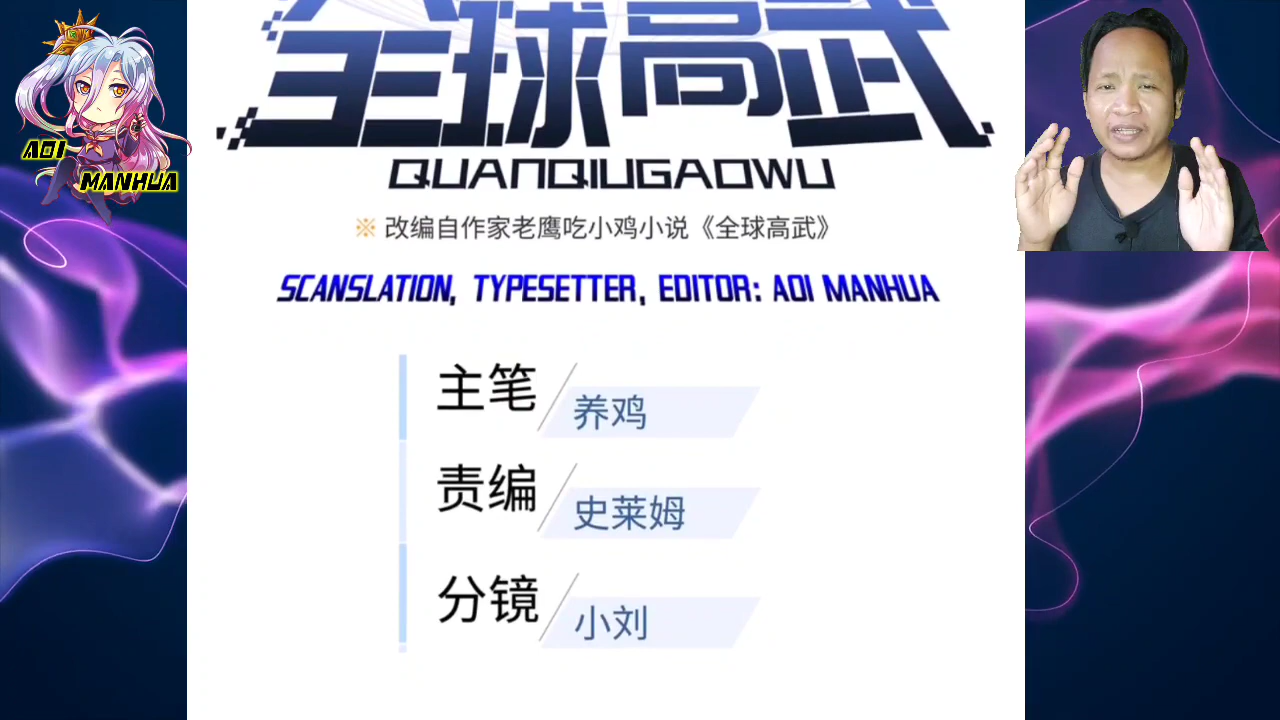 全球高武
AOI
MANHUA
QUANQIUGAOWU
※ 改编自作家老鹰吃小鸡小说《全球高武》
SCANSLATION, TYPESETTER, EDITOR: AOI MANHUA
主笔
养鸡
责编
史莱姆
分镜
小刘